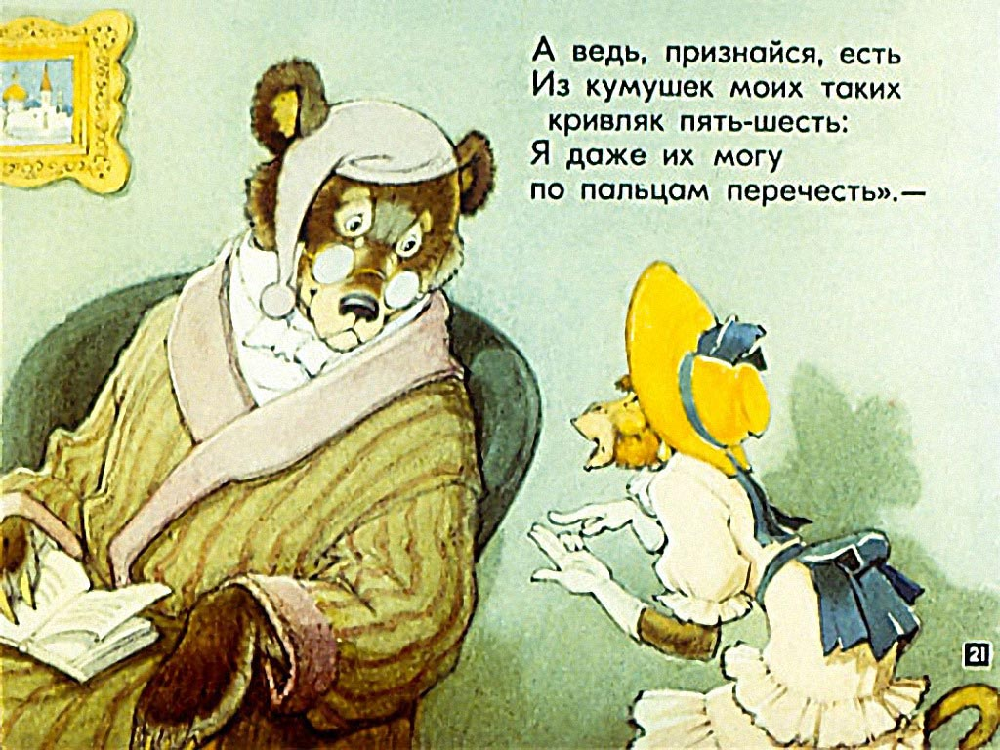 А ведь, признайся, есть
Из кумушек моих таких
кривляк пять-шесть:
Я даже их могу
по пальцам перечесть».—
21